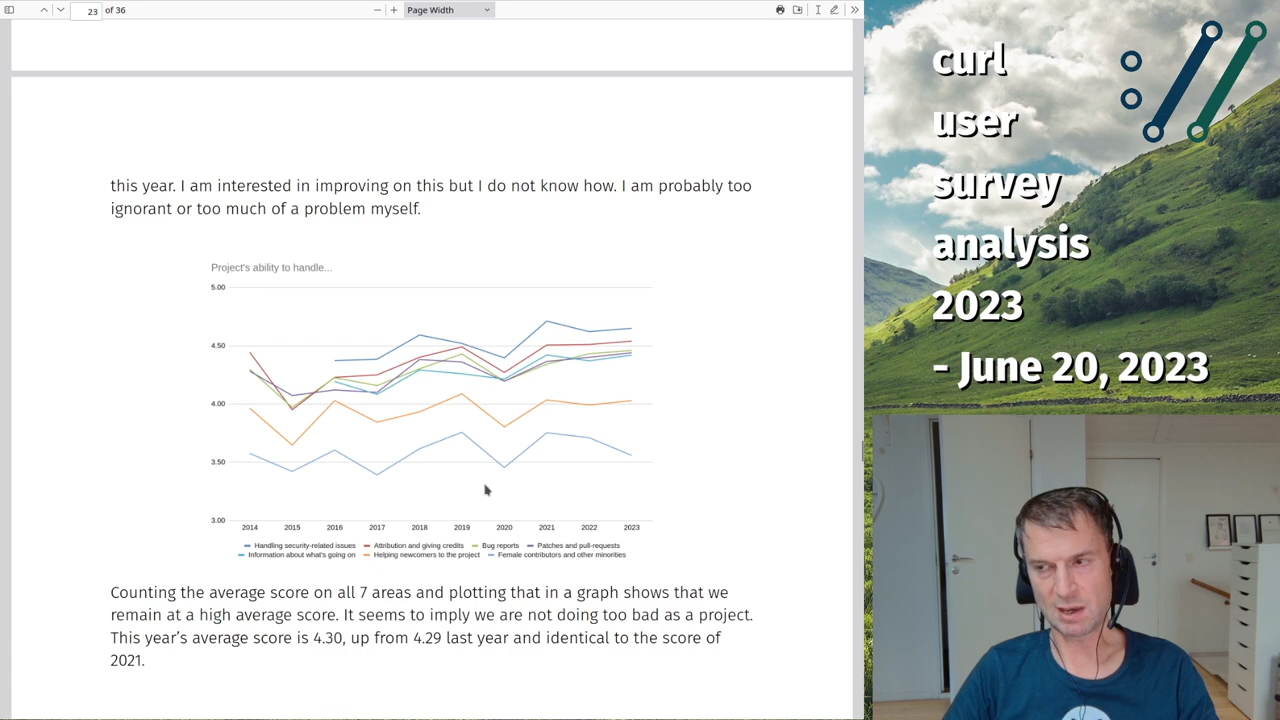 23 of 36
Page Width
this year. I am interested in improving on this but I do not know how. I am probably too
ignorant or too much of a problem myself.
Project's ability to handle...
5.00
4.50
4.00
3.50
3.00
2014 2015 2016 2017 2018 2019 2020 2021 2022 2023
Handling security-related issues Attribution and giving credits Bug reports Patches and pull-requests
Information about what's going on Helping newcomers to the project Female contributors and other minorities
Counting the average score on all 7 areas and plotting that in a graph shows that we
remain at a high average score. It seems to imply we are not doing too bad as a project.
This year’s average score is 4.30, up from 4.29 last year and identical to the score of
2021.
curl
user
survey
analysis
2023
- June 20, 2023